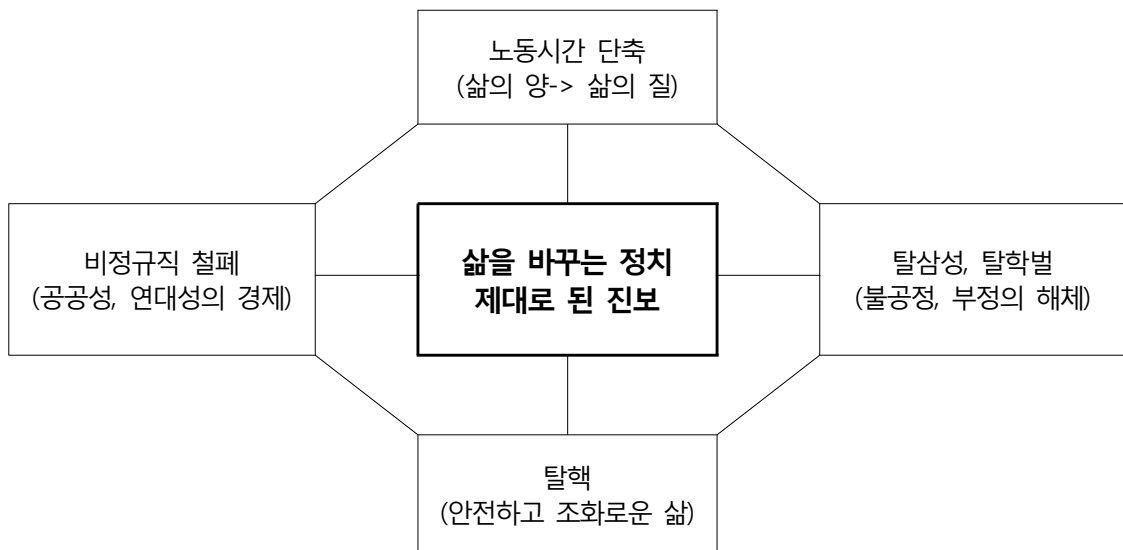 노동시간 단축
(삶의 양-> 삶의 질)
비정규직 철폐
(공공성, 연대성의 경제)
삶을 바꾸는 정치
제대로 된 진보
탈삼성, 탈학벌
(불공정, 부정의 해체)
탈핵
(안전하고 조화로운 삶)